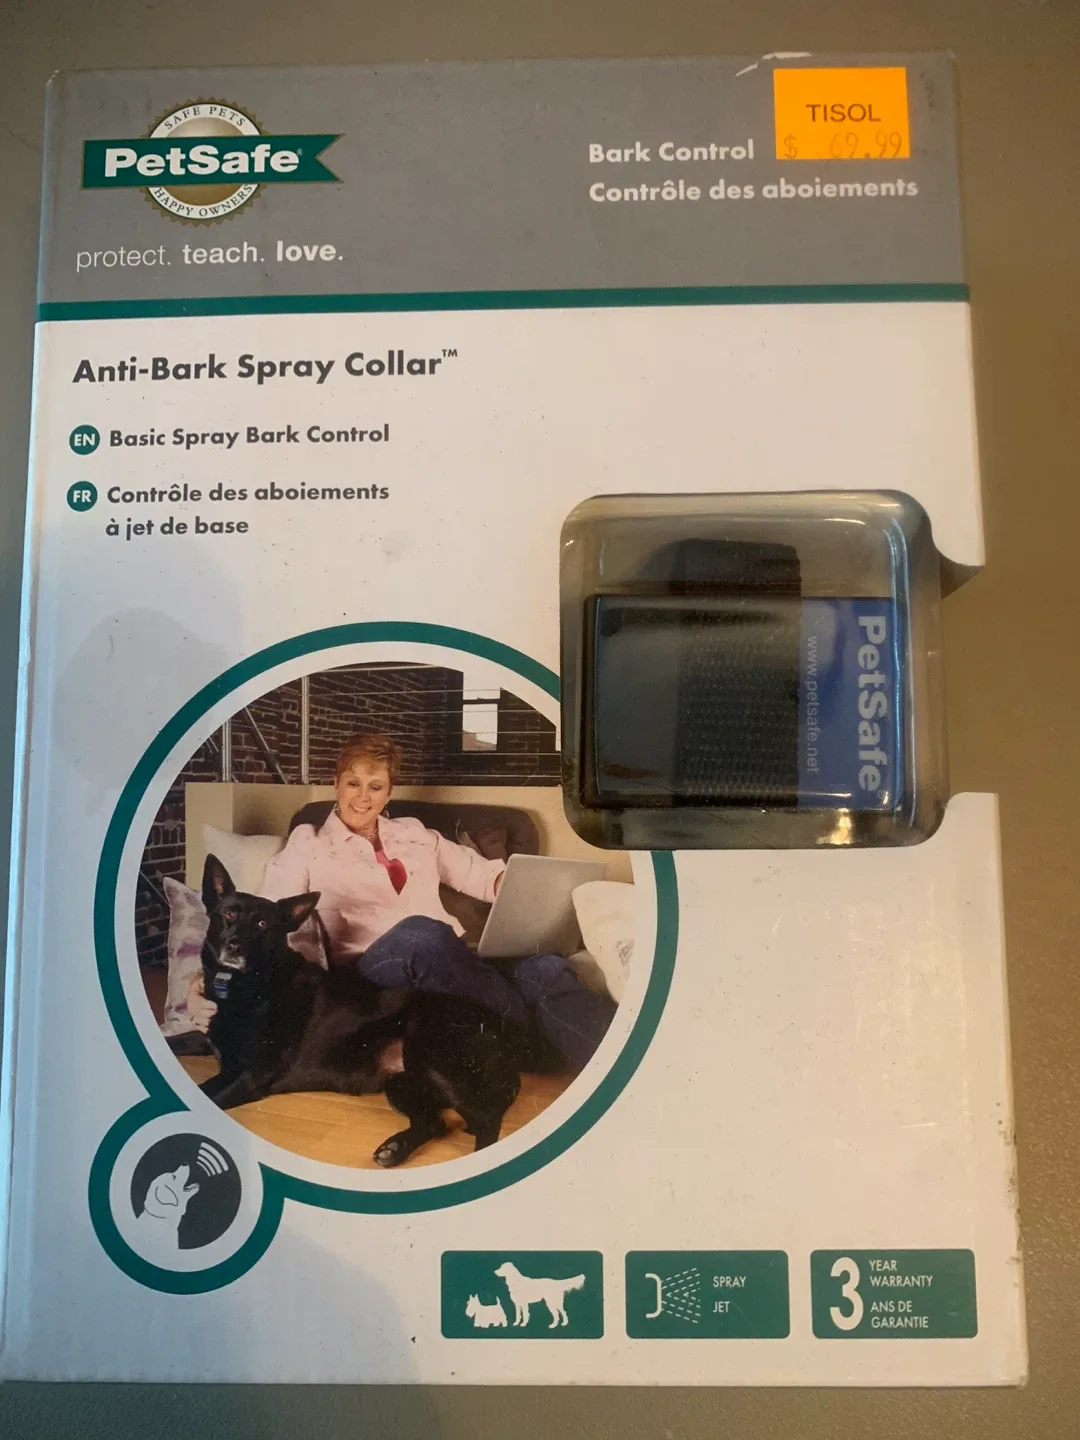 SAFE PETS
PetSafe
HAPPY OWNERS
protect. teach. love.
TISOL
$ 69.99
Bark Control
Contrôle des aboiements
Anti-Bark Spray Collar™
EN Basic Spray Bark Control
FR Contrôle des aboiements
à jet de base
PetSafe
www.petsafe.net
SPRAY
JET
3 YEAR
WARRANTY
ANS DE
GARANTIE